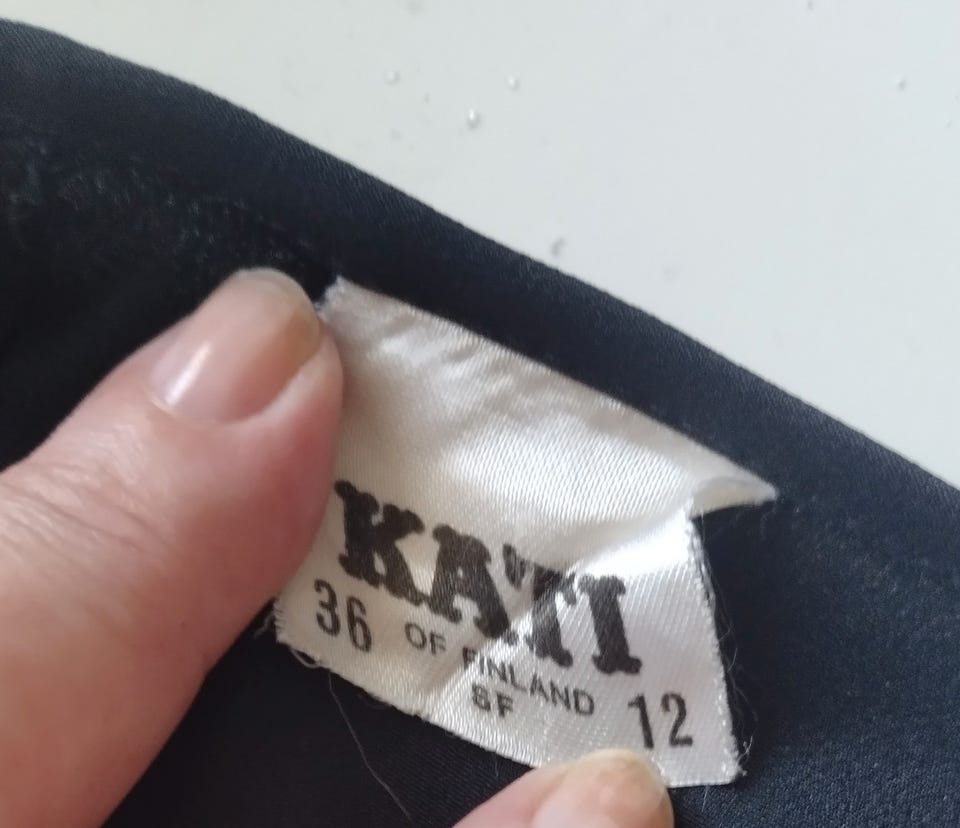 KATI
36 OF FINLAND 12
SF